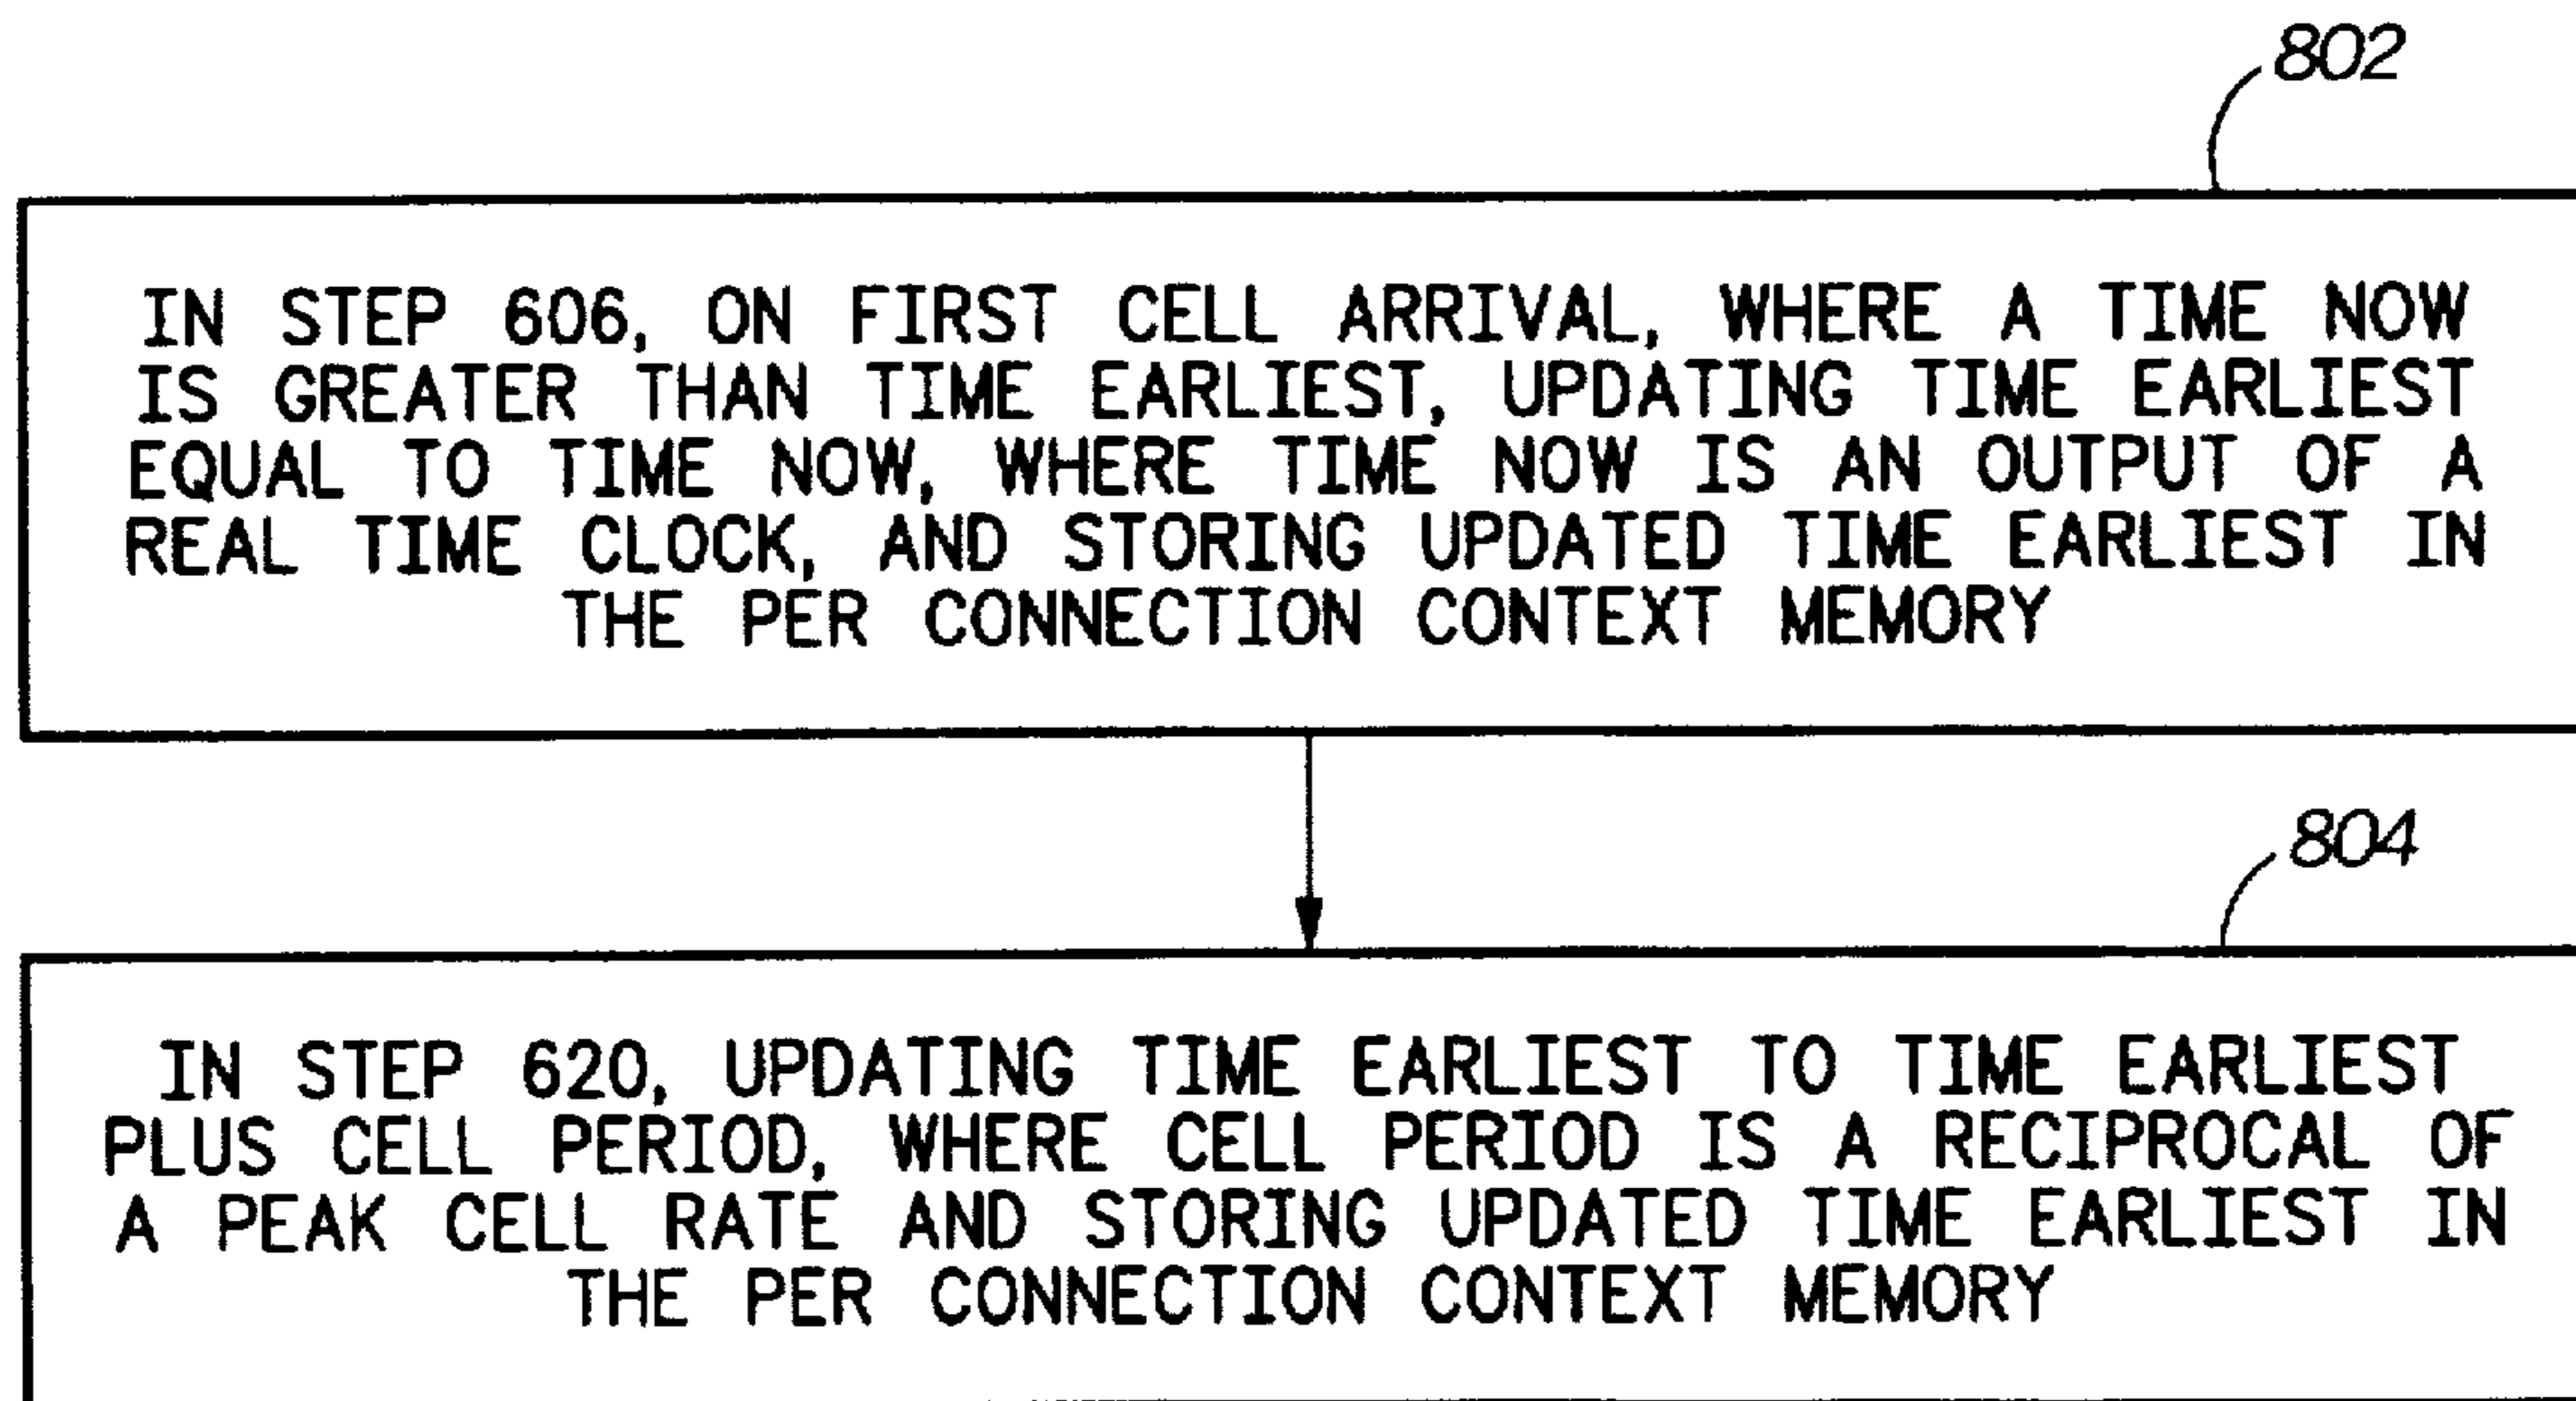 802
IN STEP 606, ON FIRST CELL ARRIVAL, WHERE A TIME NOW
IS GREATER THAN TIME EARLIEST, UPDATING TIME EARLIEST
EQUAL TO TIME NOW, WHERE TIME NOW IS AN OUTPUT OF A
REAL TIME CLOCK, AND STORING UPDATED TIME EARLIEST IN
THE PER CONNECTION CONTEXT MEMORY
804
IN STEP 620, UPDATING TIME EARLIEST TO TIME EARLIEST
PLUS CELL PERIOD, WHERE CELL PERIOD IS A RECIPROCAL OF
A PEAK CELL RATE AND STORING UPDATED TIME EARLIEST IN
THE PER CONNECTION CONTEXT MEMORY